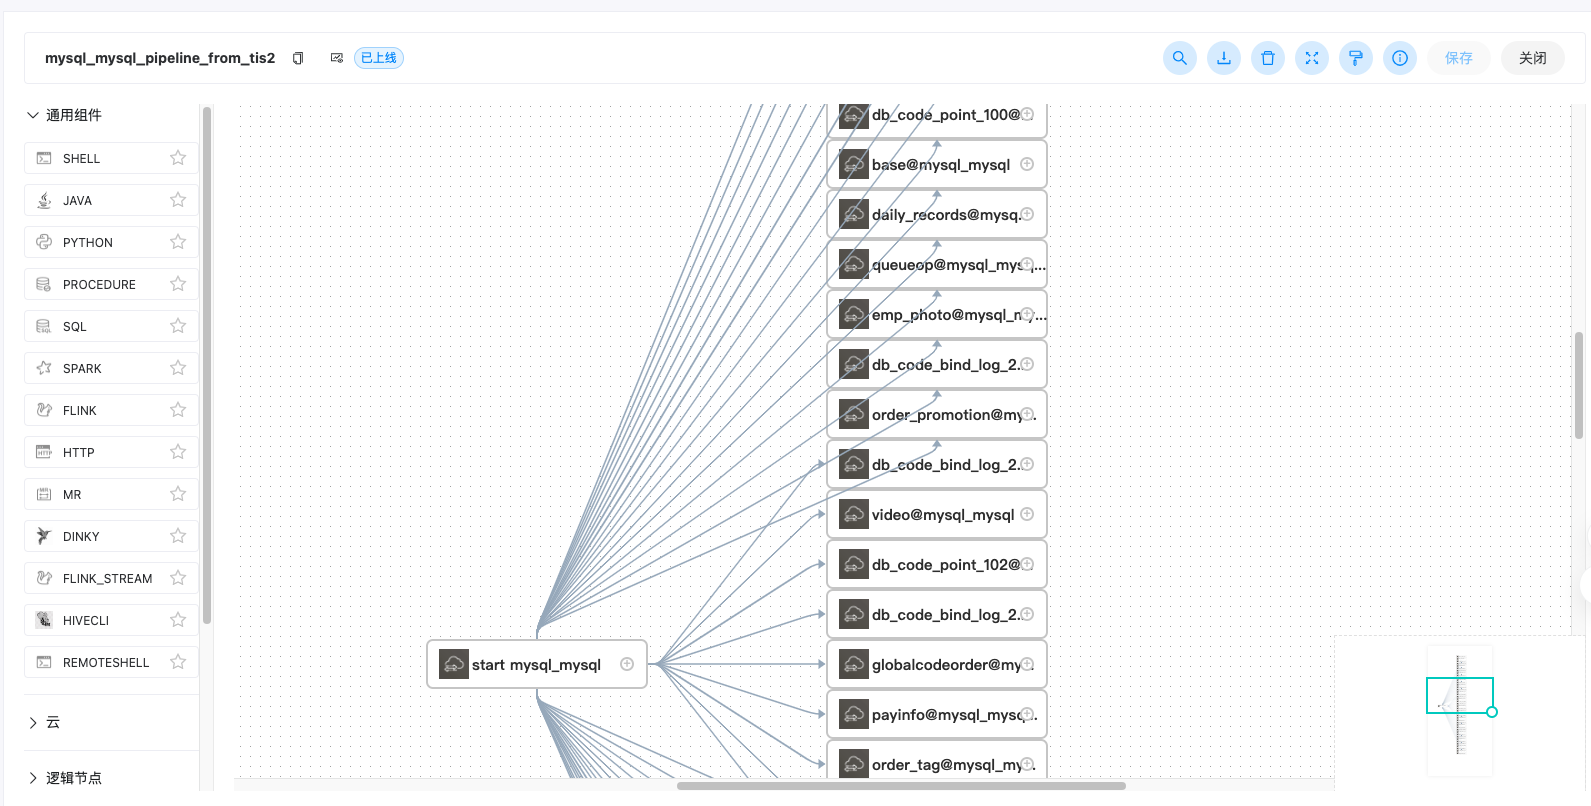 mysql_mysql_pipeline_from_tis2
已上线
保存
关闭
通用组件
SHELL
JAVA
PYTHON
PROCEDURE
SQL
SPARK
FLINK
HTTP
MR
DINKY
FLINK_STREAM
HIVECLI
REMOTESHELL
云
逻辑节点
start mysql_mysql
db_code_point_100@...
base@mysql_mysql
daily_records@mysq...
queueop@mysql_mysq...
emp_photo@mysql_my...
db_code_bind_log_2...
order_promotion@my...
db_code_bind_log_2...
video@mysql_mysql
db_code_point_102@...
db_code_bind_log_2...
globalcodeorder@my...
payinfo@mysql_mysq...
order_tag@mysql_my...